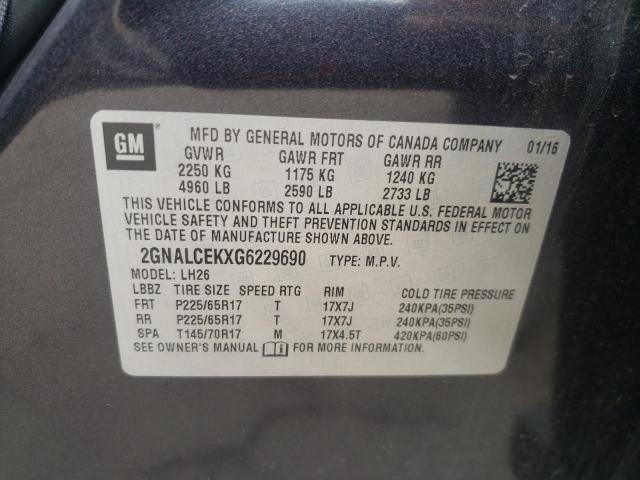 GM
MFD BY GENERAL MOTORS OF CANADA COMPANY 01/16
GVWR GAWR FRT GAWR RR
2250 KG 1175 KG 1240 KG
4960 LB 2590 LB 2733 LB
THIS VEHICLE CONFORMS TO ALL APPLICABLE U.S. FEDERAL MOTOR
VEHICLE SAFETY AND THEFT PREVENTION STANDARDS IN EFFECT
ON THE DATE OF MANUFACTURE SHOWN ABOVE.
2GNALCEKXG6229690 TYPE: M.P.V.
MODEL: LH26
LBBZ TIRE SIZE SPEED RTG RIM COLD TIRE PRESSURE
FRT P225/65R17 T 17X7J 240KPA(35PSI)
RR P225/65R17 T 17X7J 240KPA(35PSI)
SPA T145/70R17 M 17X4.5T 420KPA(60PSI)
SEE OWNER'S MANUAL FOR MORE INFORMATION.